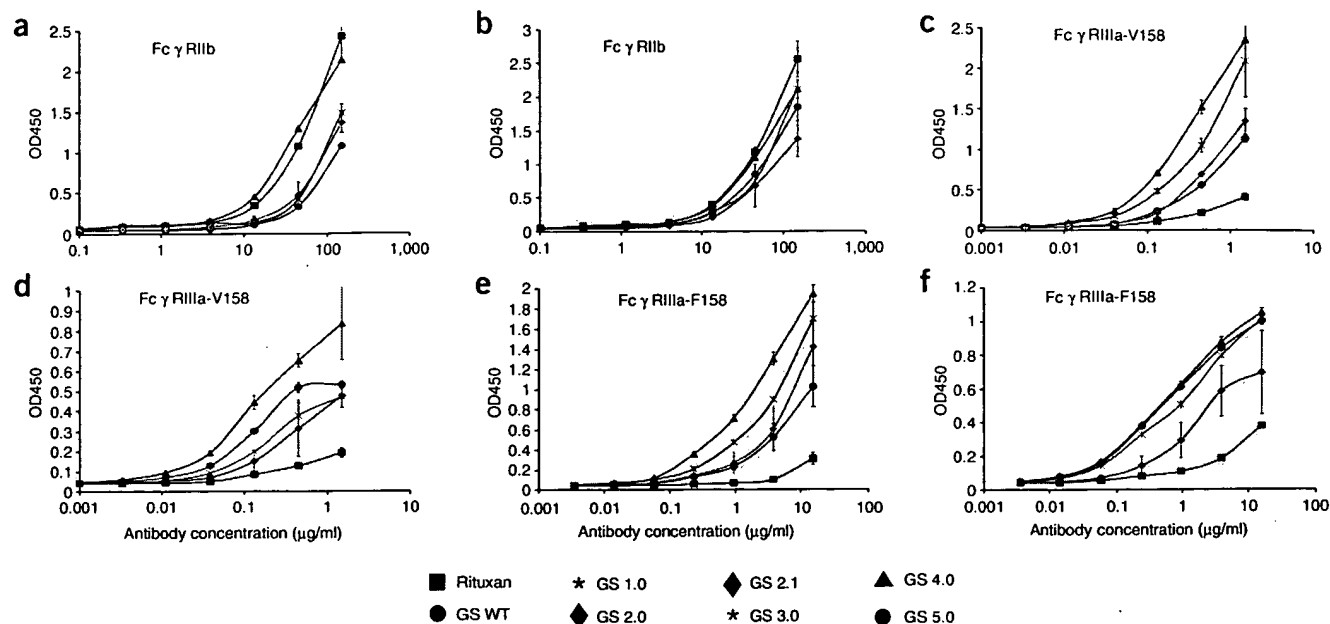 a
Fc γ RIIb
2.5
2
1.5
1
0.5
0
OD450
0.1
1
10
100
1,000
b
Fc γ RIIb
3
2.5
2
1.5
1
0.5
0
OD450
0.1
1
10
100
1,000
c
Fc γ RIIIa-V158
2.5
2
1.5
1
0.5
0
OD450
0.001
0.01
0.1
1
10
d
Fc γ RIIIa-V158
1
0.9
0.8
0.7
0.6
0.5
0.4
0.3
0.2
0.1
0
OD450
0.001
0.01
0.1
1
10
Antibody concentration (μg/ml)
e
Fc γ RIIIa-F158
2
1.8
1.6
1.4
1.2
1
0.8
0.6
0.4
0.2
0
OD450
0.001
0.01
0.1
1
10
100
Antibody concentration (μg/ml)
f
Fc γ RIIIa-F158
1.2
1
0.8
0.6
0.4
0.2
0
OD450
0.001
0.01
0.1
1
10
100
Antibody concentration (μg/ml)
Rituxan
GS 1.0
GS 2.1
GS 4.0
GS WT
GS 2.0
GS 3.0
GS 5.0